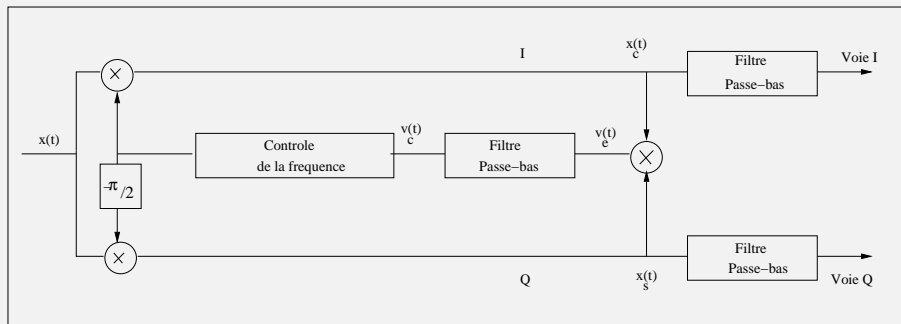 I
x(t)
c
Filtre
Passe-bas
Voie I
x(t)
Controle
de la frequence
v(t)
c
Filtre
Passe-bas
v(t)
e
-π/2
Q
x(t)
s
Filtre
Passe-bas
Voie Q